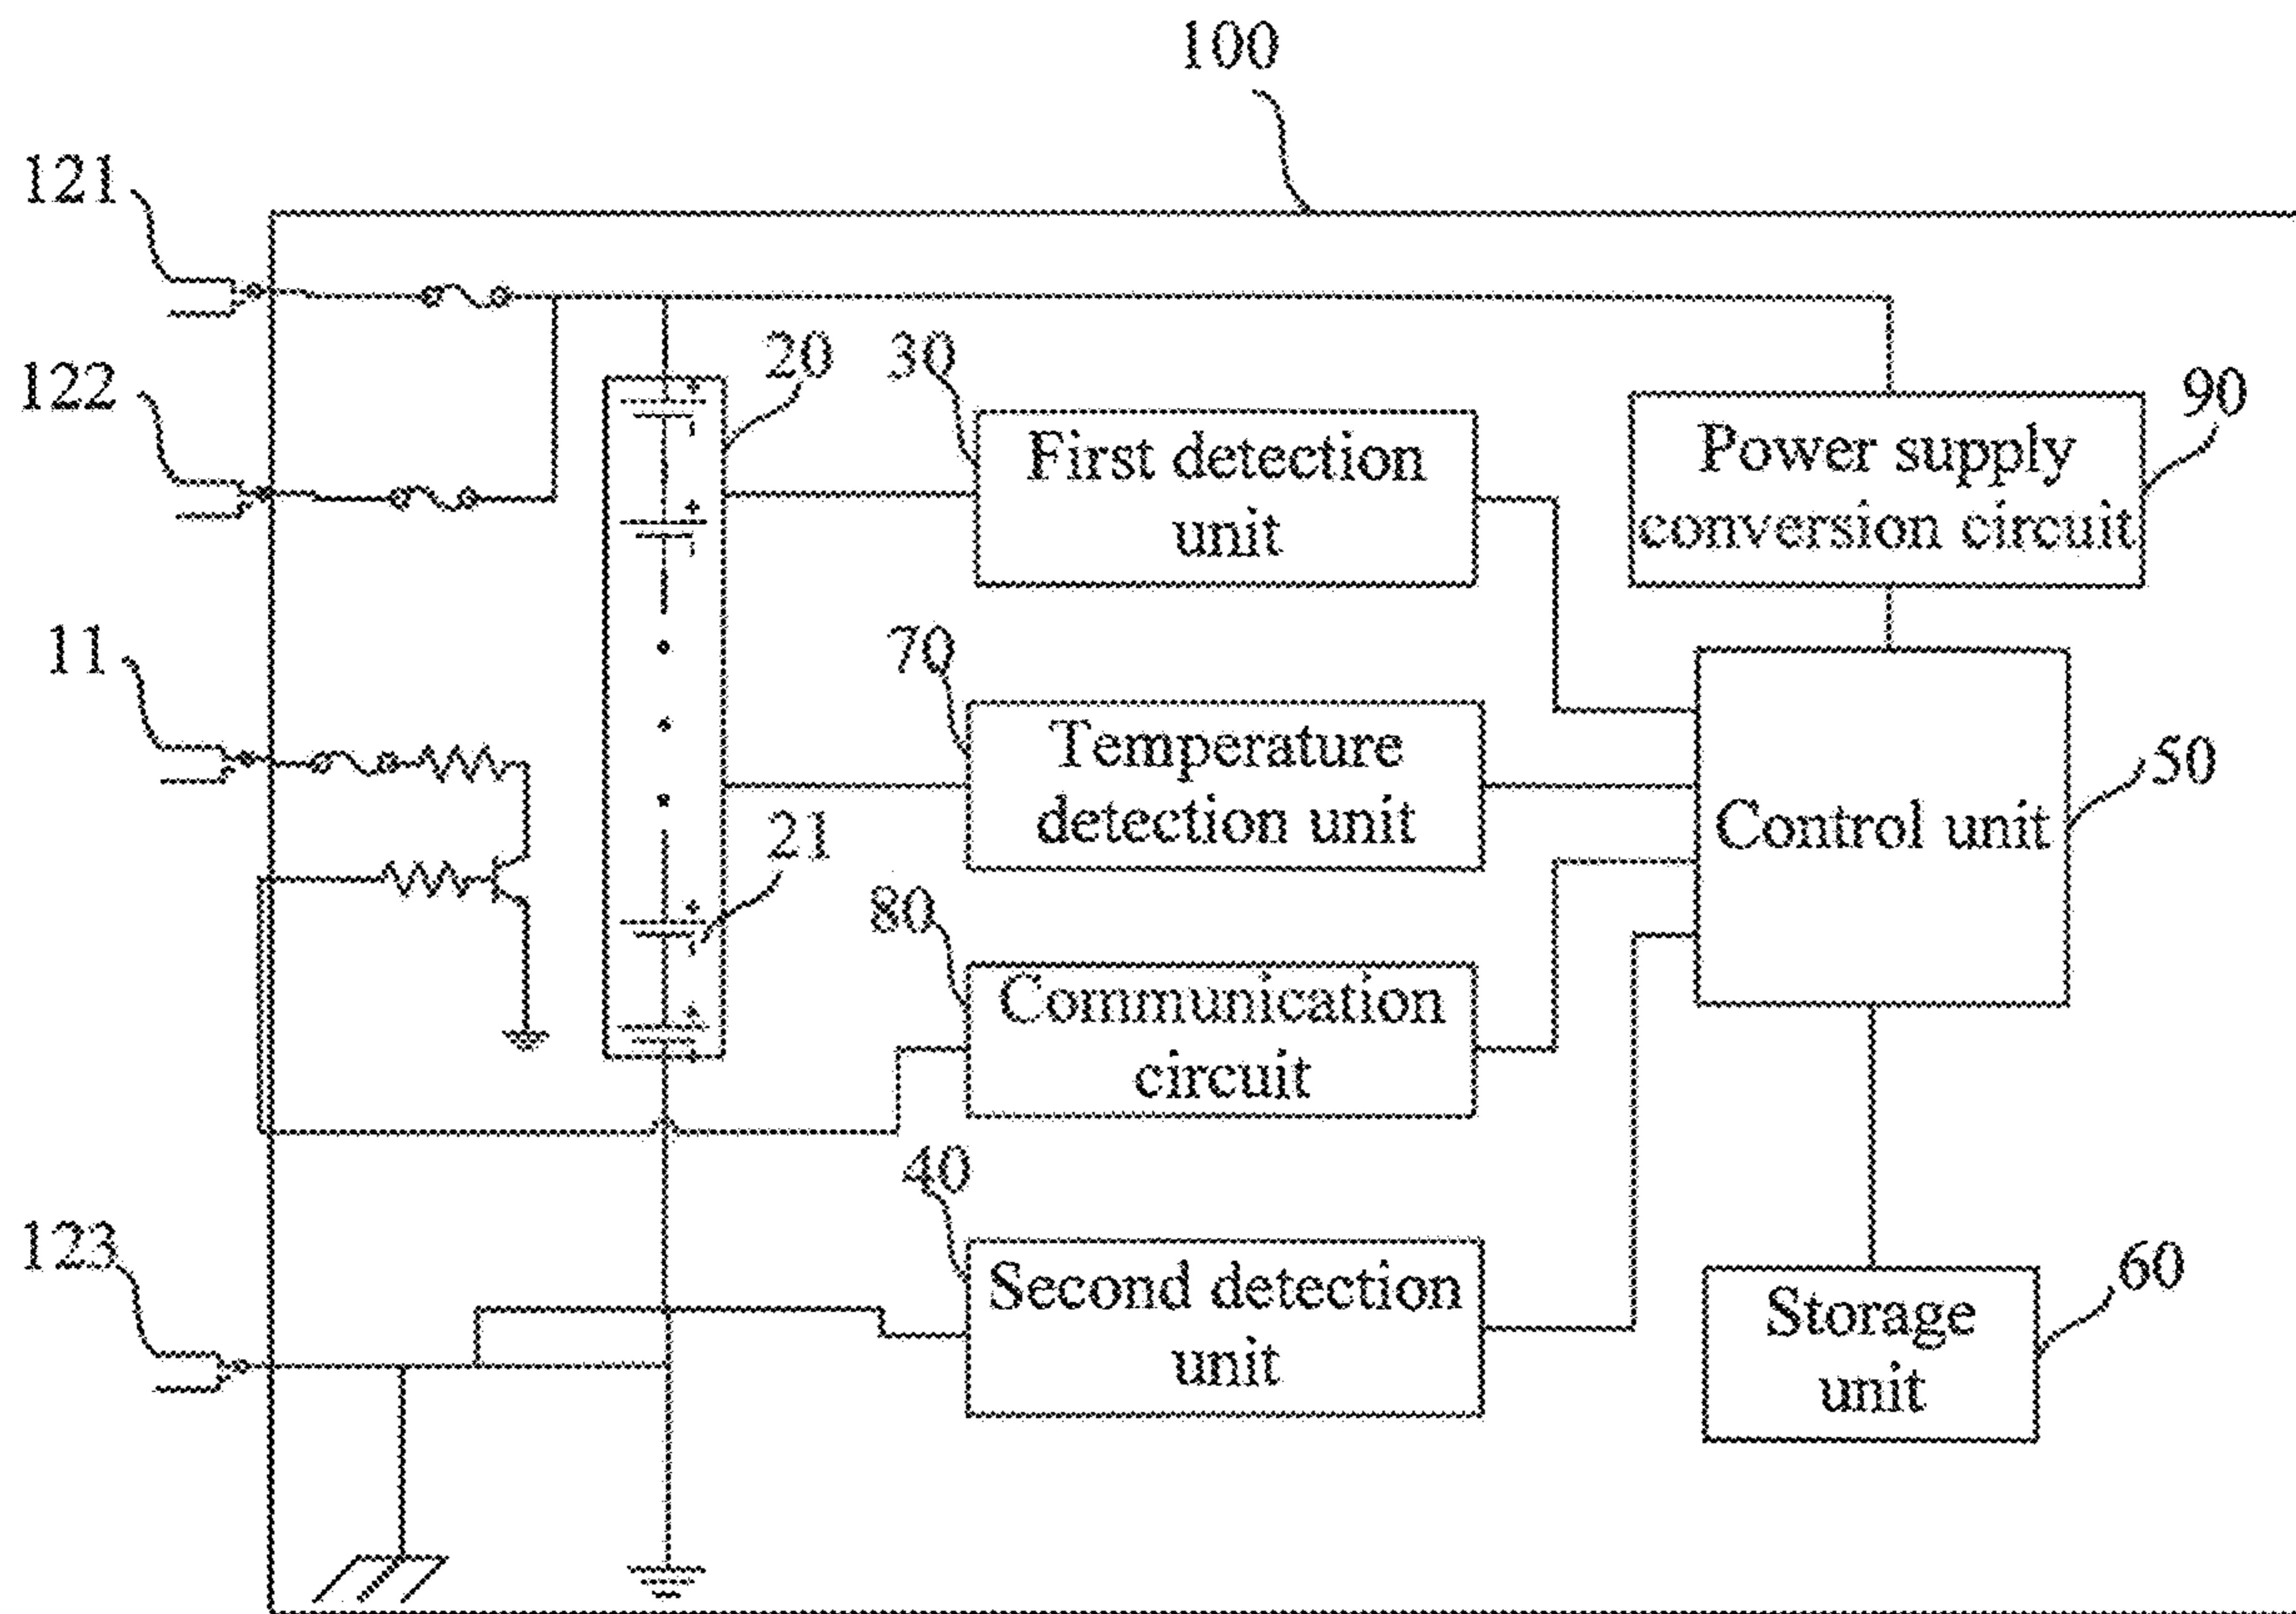 100
121
122
20
30
90
First detection
unit
Power supply
conversion circuit
11
70
Temperature
detection unit
50
Control unit
21
80
Communication
circuit
40
123
Second detection
unit
60
Storage
unit